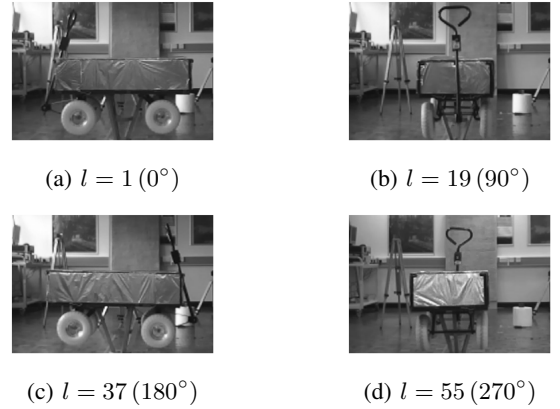 (a) l = 1 (0°)
(b) l = 19 (90°)
(c) l = 37 (180°)
(d) l = 55 (270°)